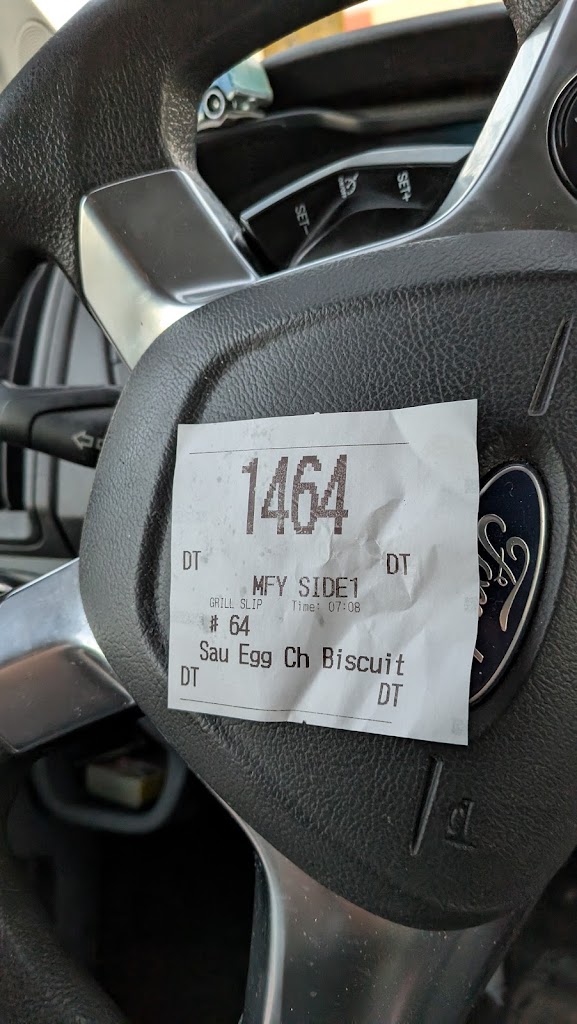 SET-
SET+
1464
DT DT
MFY SIDE1
GRILL SLIP Time: 07:08
# 64
Sau Egg Ch Biscuit
DT DT
Ford